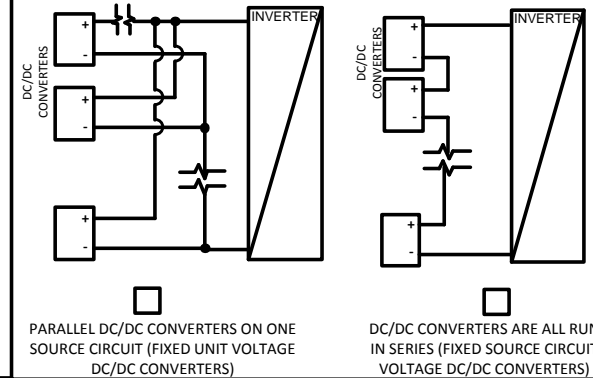 INVERTER
DC/DC
CONVERTERS
+
-
+
-
+
-
PARALLEL DC/DC CONVERTERS ON ONE
SOURCE CIRCUIT (FIXED UNIT VOLTAGE
DC/DC CONVERTERS)
INVERTER
DC/DC
CONVERTERS
+
-
+
-
+
-
DC/DC CONVERTERS ARE ALL RUN
IN SERIES (FIXED SOURCE CIRCUIT
VOLTAGE DC/DC CONVERTERS)